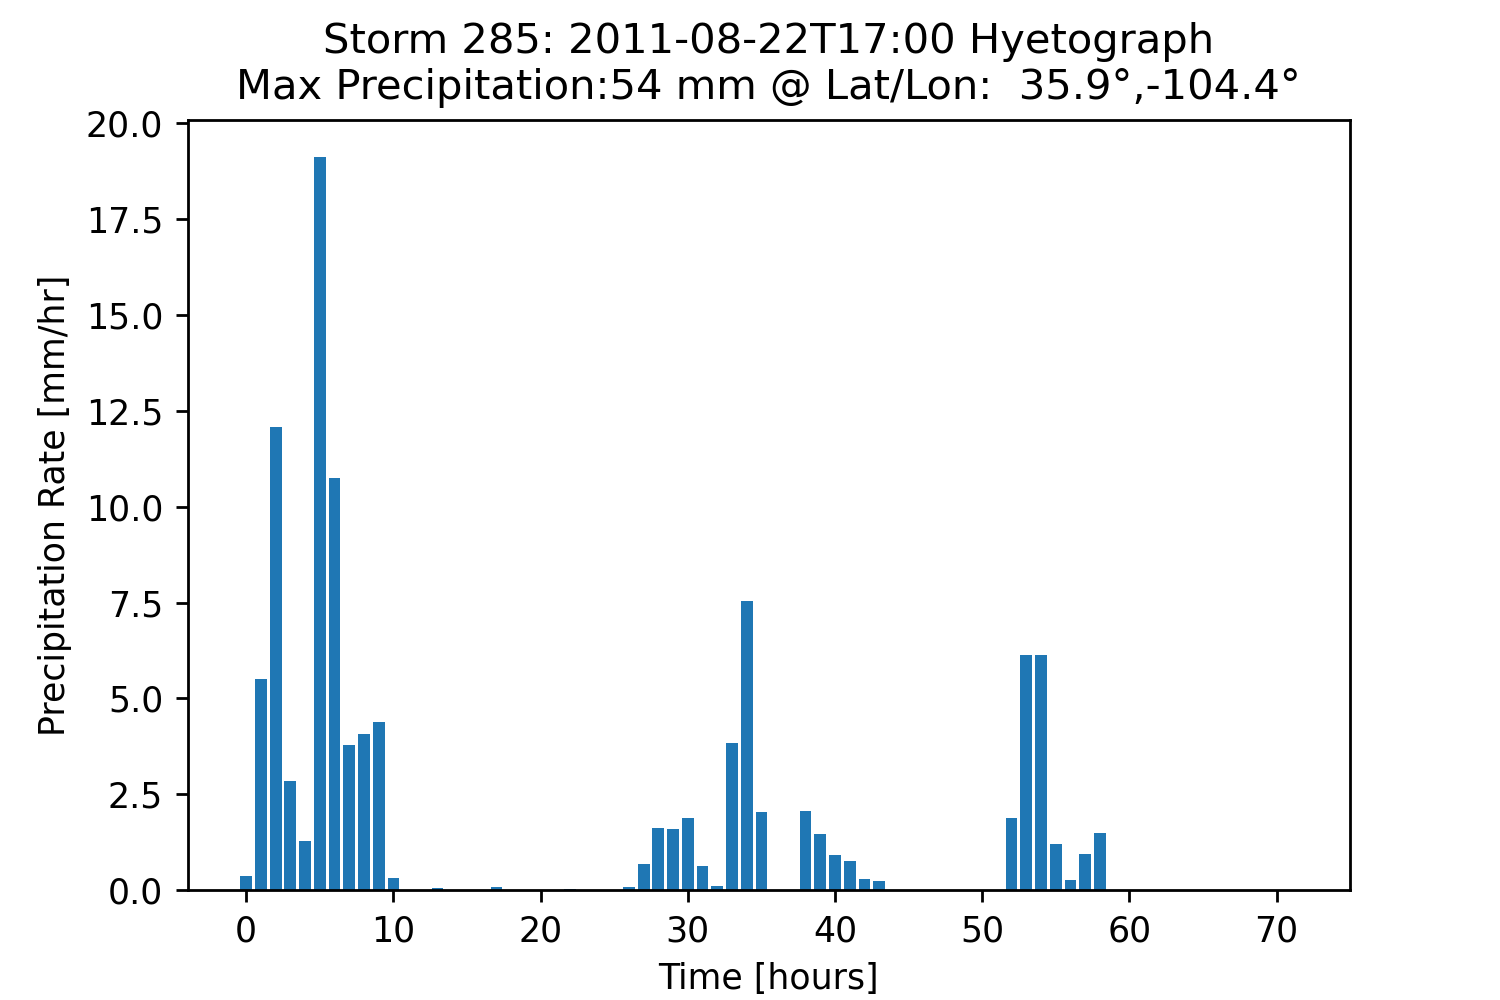 Storm 285: 2011-08-22T17:00 Hyetograph
Max Precipitation:54 mm @ Lat/Lon:  35.9°,-104.4°
20.0
17.5
15.0
12.5
10.0
7.5
5.0
2.5
0.0
Precipitation Rate [mm/hr]
0 10 20 30 40 50 60 70
Time [hours]